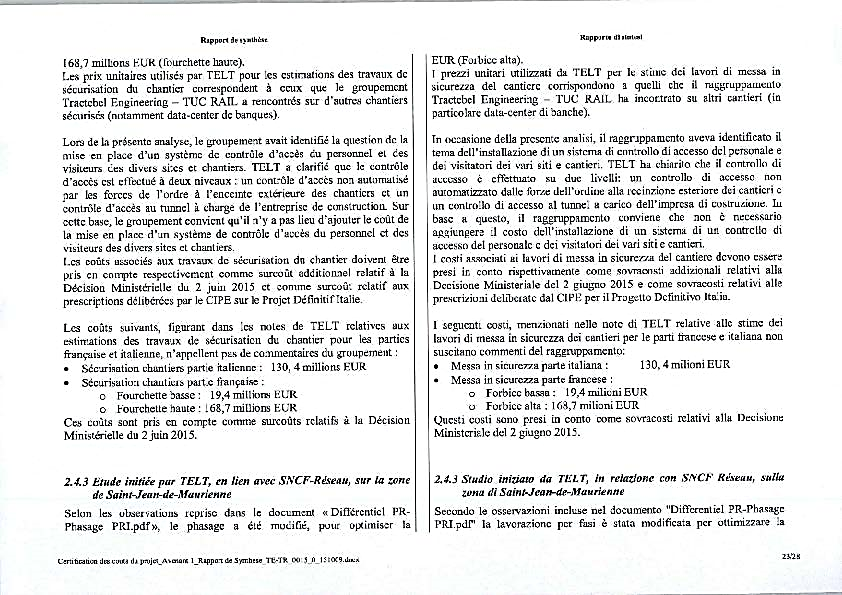 Rapport de synthèse
168,7 millions EUR (fourchette haute).
Les prix unitaires utilisés par TELT pour les estimations des travaux de
sécurisation du chantier correspondent à ceux que le groupement
Tractebel Engineering – TUC RAIL a rencontrés sur d'autres chantiers
sécurisés (notamment data-center de banques).
Lors de la présente analyse, le groupement avait identifié la question de la
mise en place d'un système de contrôle d'accès du personnel et des
visiteurs des divers sites et chantiers. TELT a clarifié que le contrôle
d'accès est effectué à deux niveaux : un contrôle d'accès non automatisé
par les forces de l'ordre à l'enceinte extérieure des chantiers et un
contrôle d'accès au tunnel à charge de l'entreprise de construction. Sur
cette base, le groupement convient qu'il n'y a pas lieu d'ajouter le coût de
la mise en place d'un système de contrôle d'accès du personnel et des
visiteurs des divers sites et chantiers.
Les coûts associés aux travaux de sécurisation du chantier doivent être
pris en compte respectivement comme surcoût additionnel relatif à la
Décision Ministérielle du 2 juin 2015 et comme surcoût relatif aux
prescriptions délibérées par le CIPE sur le Projet Définitif Italie.
Les coûts suivants, figurant dans les notes de TELT relatives aux
estimations des travaux de sécurisation du chantier pour les parties
française et italienne, n'appellent pas de commentaires du groupement :
• Sécurisation chantiers partie italienne : 130, 4 millions EUR
• Sécurisation chantiers partie française :
o Fourchette basse : 19,4 millions EUR
o Fourchette haute : 168,7 millions EUR
Ces coûts sont pris en compte comme surcoûts relatifs à la Décision
Ministérielle du 2 juin 2015.
2.4.3 Etude initiée par TELT, en lien avec SNCF-Réseau, sur la zone
de Saint-Jean-de-Maurienne
Selon les observations reprise dans le document « Différentiel PR-
Phasage PRI.pdf », le phasage a été modifié, pour optimiser la
Rapporto di sintesi
EUR (Forbice alta).
I prezzi unitari utilizzati da TELT per le stime dei lavori di messa in
sicurezza del cantiere corrispondono a quelli che il raggruppamento
Tractebel Engineering – TUC RAIL ha incontrato su altri cantieri (in
particolare data-center di banche).
In occasione della presente analisi, il raggruppamento aveva identificato il
tema dell'installazione di un sistema di controllo di accesso del personale e
dei visitatori dei vari siti e cantieri. TELT ha chiarito che il controllo di
accesso è effettuato su due livelli: un controllo di accesso non
automatizzato dalle forze dell'ordine alla recinzione esteriore dei cantieri e
un controllo di accesso al tunnel a carico dell'impresa di costruzione. In
base a questo, il raggruppamento conviene che non è necessario
aggiungere il costo dell'installazione di un sistema di un controllo di
accesso del personale e dei visitatori dei vari siti e cantieri.
I costi associati ai lavori di messa in sicurezza del cantiere devono essere
presi in conto rispettivamente come sovracosti addizionali relativi alla
Decisione Ministeriale del 2 giugno 2015 e come sovracosti relativi alle
prescrizioni deliberate dal CIPE per il Progetto Definitivo Italia.
I seguenti costi, menzionati nelle note di TELT relative alle stime dei
lavori di messa in sicurezza dei cantieri per le parti francese e italiana non
suscitano commenti del raggruppamento:
• Messa in sicurezza parte italiana : 130, 4 milioni EUR
• Messa in sicurezza parte francese :
o Forbice bassa : 19,4 milioni EUR
o Forbice alta : 168,7 milioni EUR
Questi costi sono presi in conto come sovracosti relativi alla Decisione
Ministeriale del 2 giugno 2015.
2.4.3 Studio iniziato da TELT, in relazione con SNCF Réseau, sulla
zona di Saint-Jean-de-Maurienne
Secondo le osservazioni incluse nel documento "Differentiel PR-Phasage
PRI.pdf" la lavorazione per fasi è stata modificata per ottimizzare la
Certification des couts du projet_Avenant 1_Rapport de Synthese_TE-TR_0015_0_151009.docx
23/28